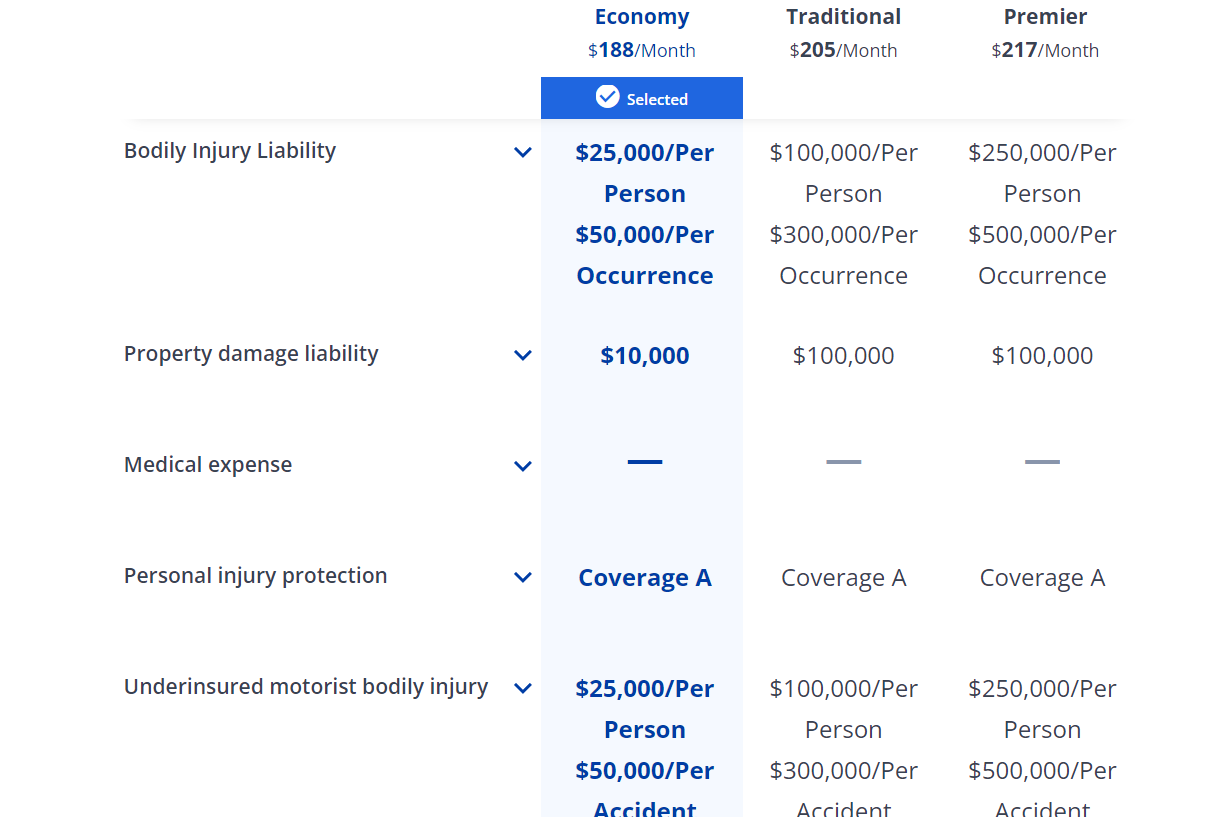 Economy Traditional Premier
$188/Month $205/Month $217/Month
Selected
Bodily Injury Liability $25,000/Per $100,000/Per $250,000/Per
Person Person Person
$50,000/Per $300,000/Per $500,000/Per
Occurrence Occurrence Occurrence
Property damage liability $10,000 $100,000 $100,000
Medical expense — — —
Personal injury protection Coverage A Coverage A Coverage A
Underinsured motorist bodily injury $25,000/Per $100,000/Per $250,000/Per
Person Person Person
$50,000/Per $300,000/Per $500,000/Per
Accident Accident Accident